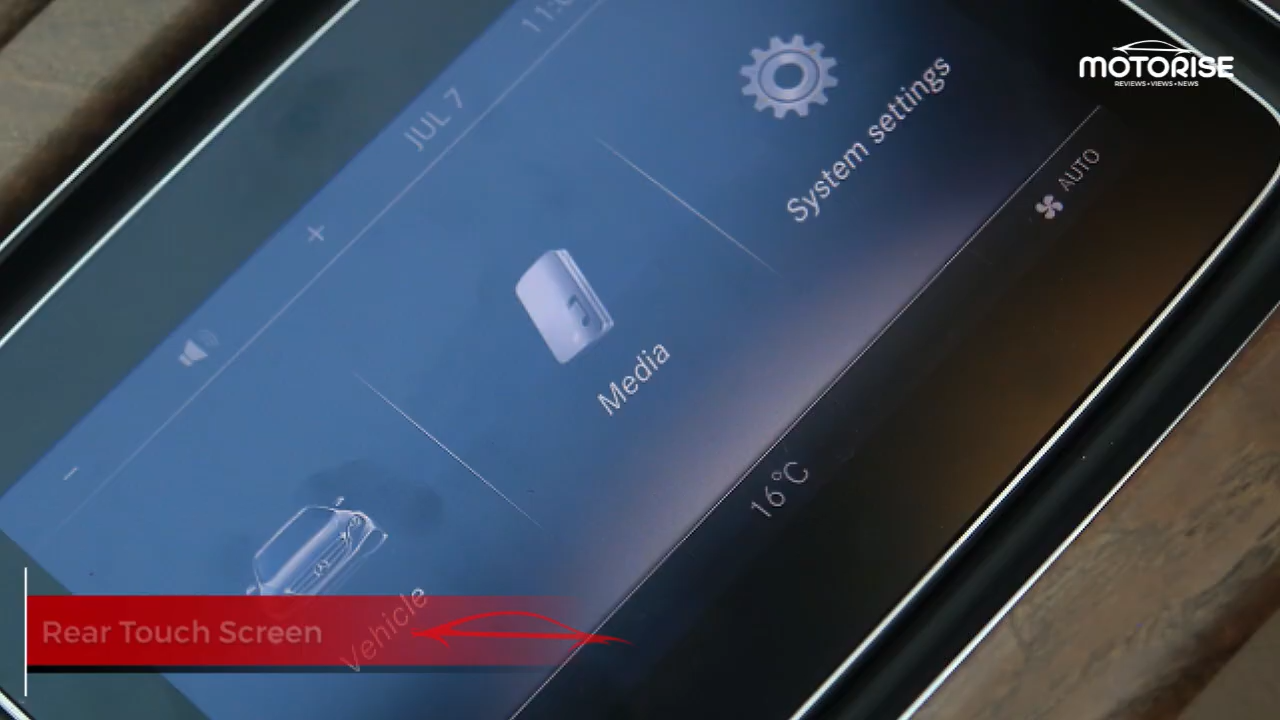 MOTORISE
REVIEWS • VIEWS • NEWS
JUL 7
System settings
AUTO
Media
16°C
Vehicle
Rear Touch Screen